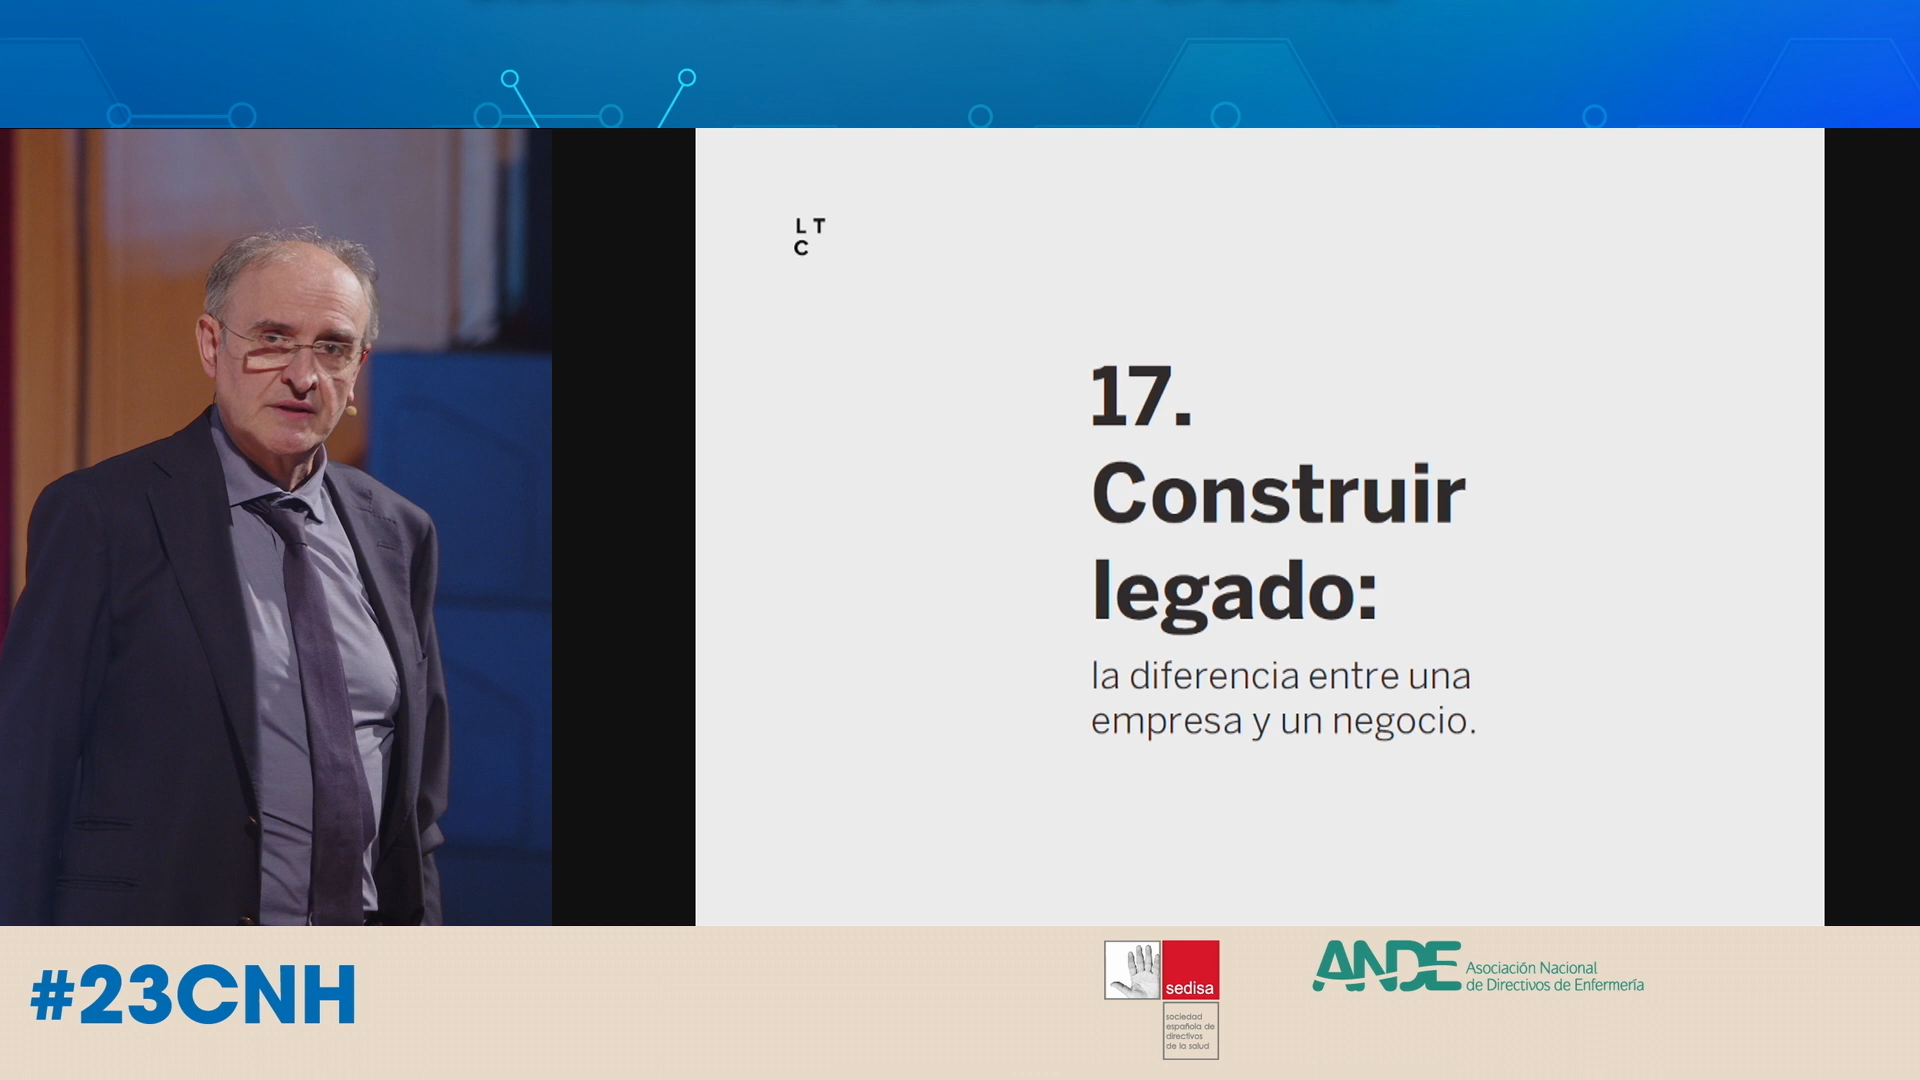 L T
C
17.
Construir
legado:
la diferencia entre una
empresa y un negocio.
#23CNH
sedisa
sociedad
española de
directivos
de la salud
ANDE
Asociación Nacional
de Directivos de Enfermería